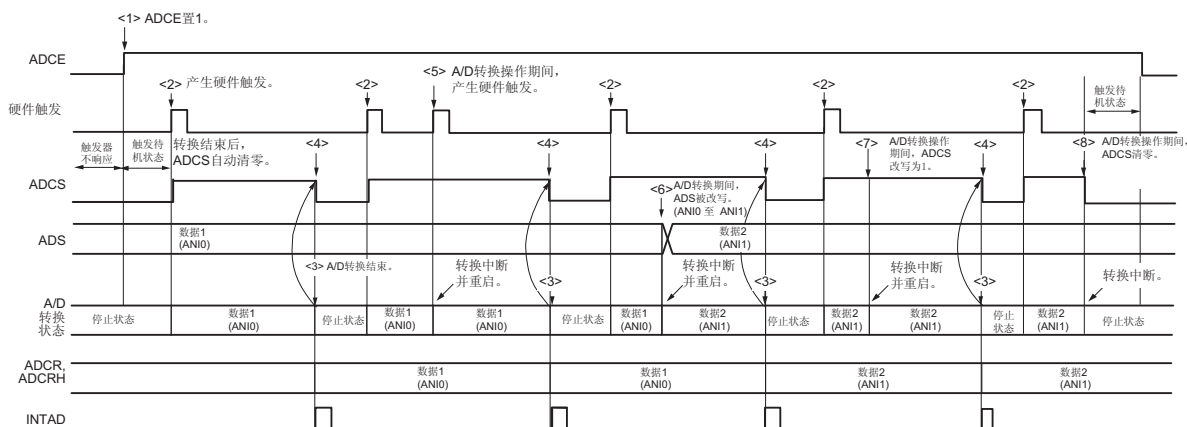 <1> ADCE置1。
ADCE
<2> 产生硬件触发。
<2>
<5> A/D转换操作期间,
产生硬件触发。
<2>
<2>
<2>
触发待
机状态
硬件触发
触发器
不响应
触发待
机状态
转换结束后,
ADCS自动清零。
<4>
<4>
<4>
<7> A/D转换操作
期间, ADCS
改写为1。
<4>
<8> A/D转换操作期间,
ADCS清零。
ADCS
<6> A/D转换期间,
ADS被改写。
(ANI0 至 ANI1)
ADS
数据1
(ANI0)
数据2
(ANI1)
<3> A/D转换结束。
转换中断
并重启。
<3>
转换中断
并重启。
<3>
转换中断
并重启。
<3>
转换中断。
A/D
转换
状态
停止状态
数据1
(ANI0)
停止状态
数据1
(ANI0)
数据1
(ANI0)
停止状态
数据1
(ANI0)
数据2
(ANI1)
停止状态
数据2
(ANI1)
数据2
(ANI1)
停止
状态
数据2
(ANI1)
停止状态
ADCR,
ADCRH
数据1
(ANI0)
数据1
(ANI0)
数据2
(ANI1)
数据2
(ANI1)
INTAD